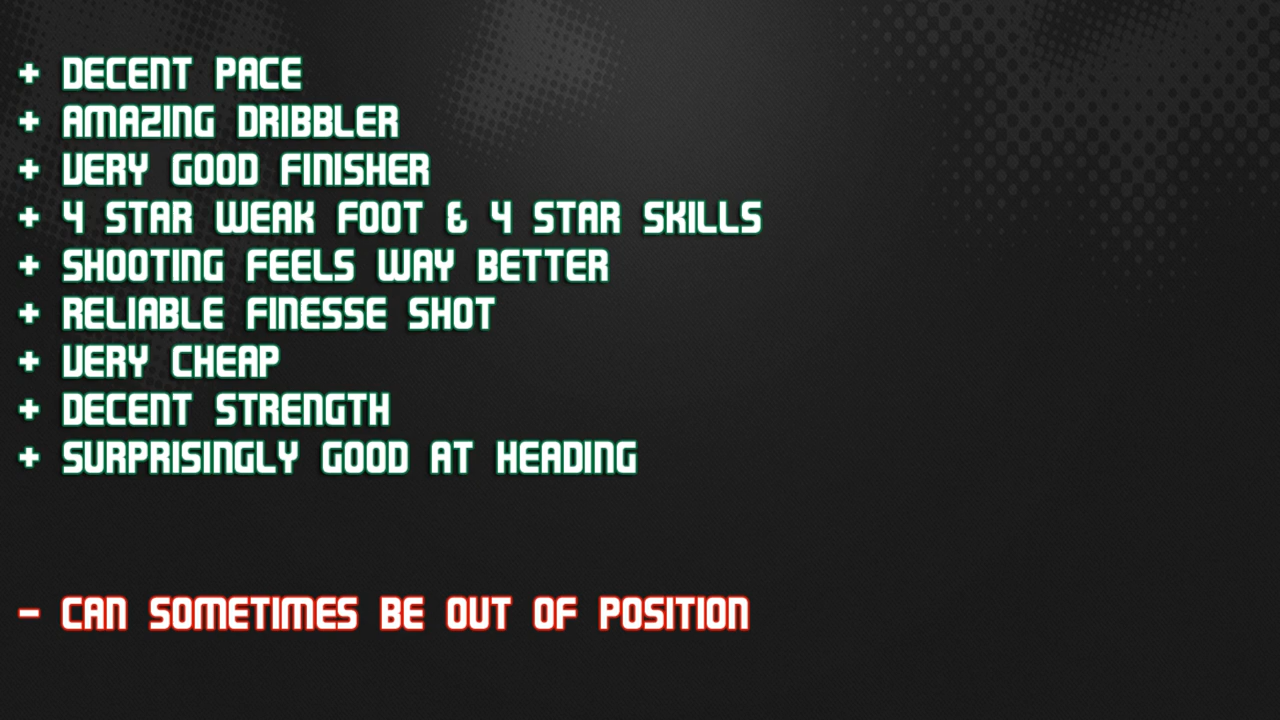 + DECENT PACE
+ AMAZING DRIBBLER
+ VERY GOOD FINISHER
+ 4 STAR WEAK FOOT & 4 STAR SKILLS
+ SHOOTING FEELS WAY BETTER
+ RELIABLE FINESSE SHOT
+ VERY CHEAP
+ DECENT STRENGTH
+ SURPRISINGLY GOOD AT HEADING
- CAN SOMETIMES BE OUT OF POSITION